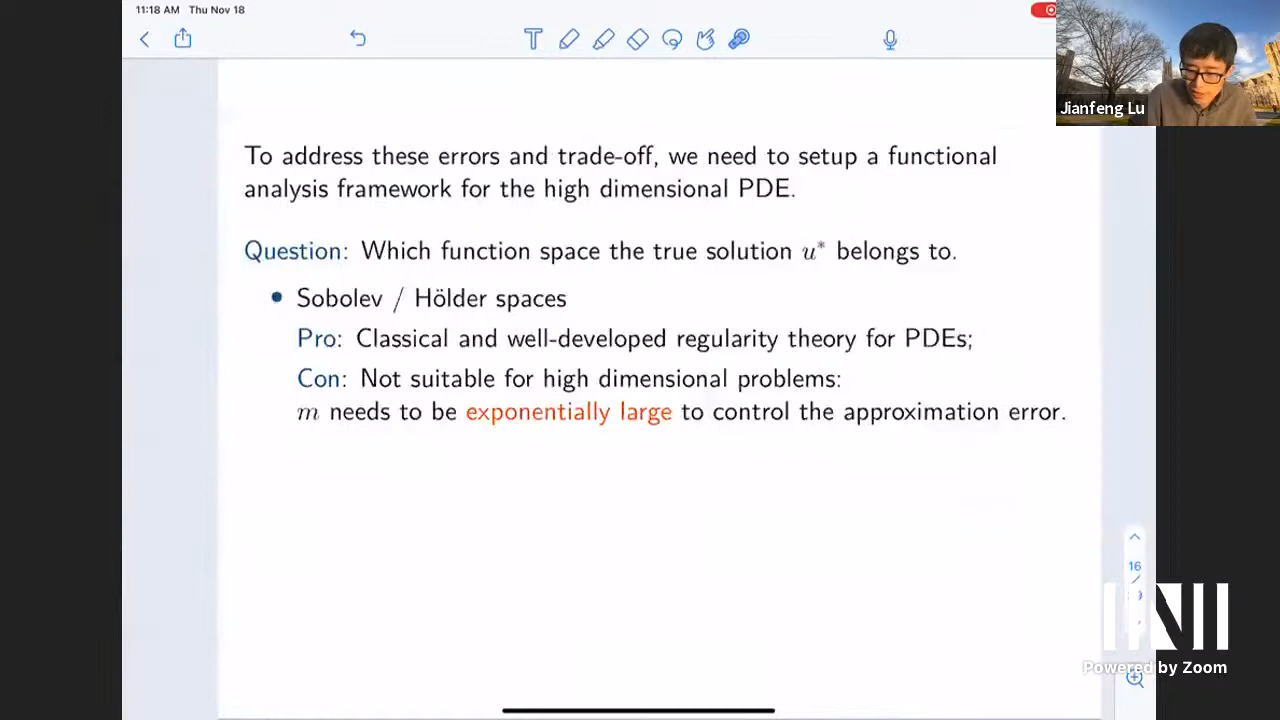 11:18 AM Thu Nov 18
Jianfeng Lu
To address these errors and trade-off, we need to setup a functional
analysis framework for the high dimensional PDE.
Question: Which function space the true solution u* belongs to.
• Sobolev / Hölder spaces
Pro: Classical and well-developed regularity theory for PDEs;
Con: Not suitable for high dimensional problems:
m needs to be exponentially large to control the approximation error.
16
/
Powered by Zoom